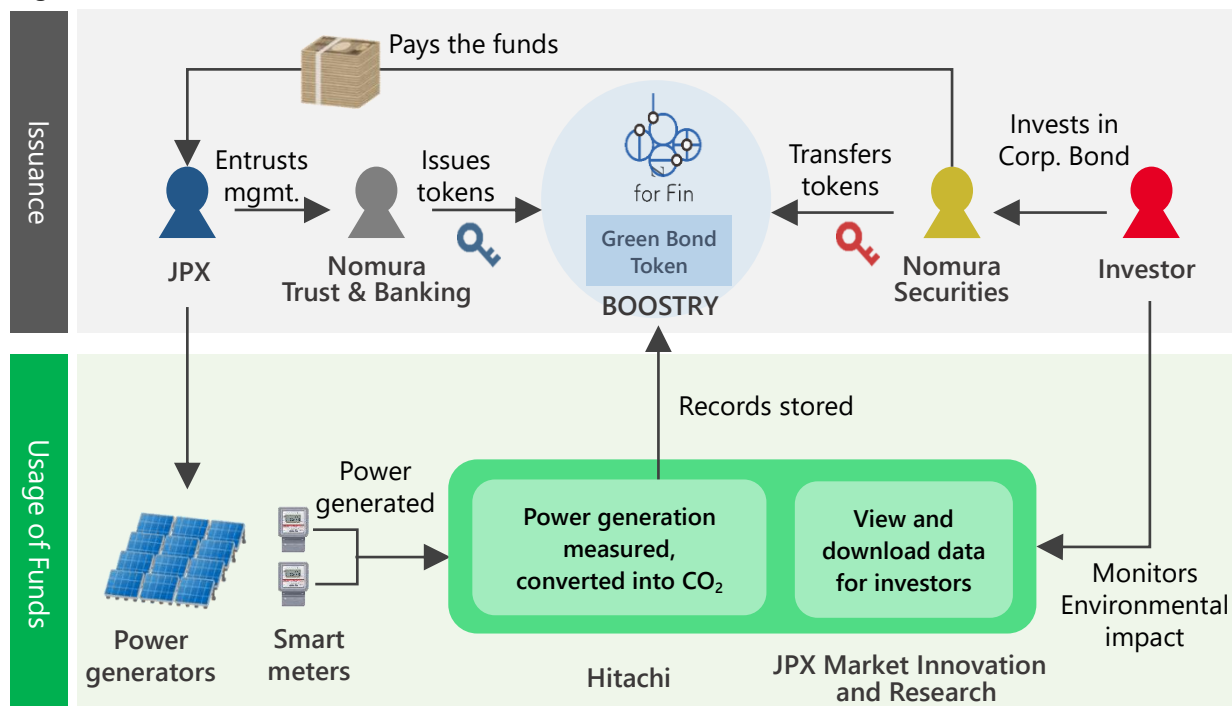 Issuance
Pays the funds
Entrusts
mgmt.
Issues
tokens
for Fin
Green Bond
Token
BOOSTRY
Transfers
tokens
Invests in
Corp. Bond
JPX
Nomura
Trust & Banking
Nomura
Securities
Investor
Usage of Funds
Records stored
Power
generated
Power generation
measured,
converted into CO₂
View and
download data
for investors
Monitors
Environmental
impact
Power
generators
Smart
meters
Hitachi
JPX Market Innovation
and Research